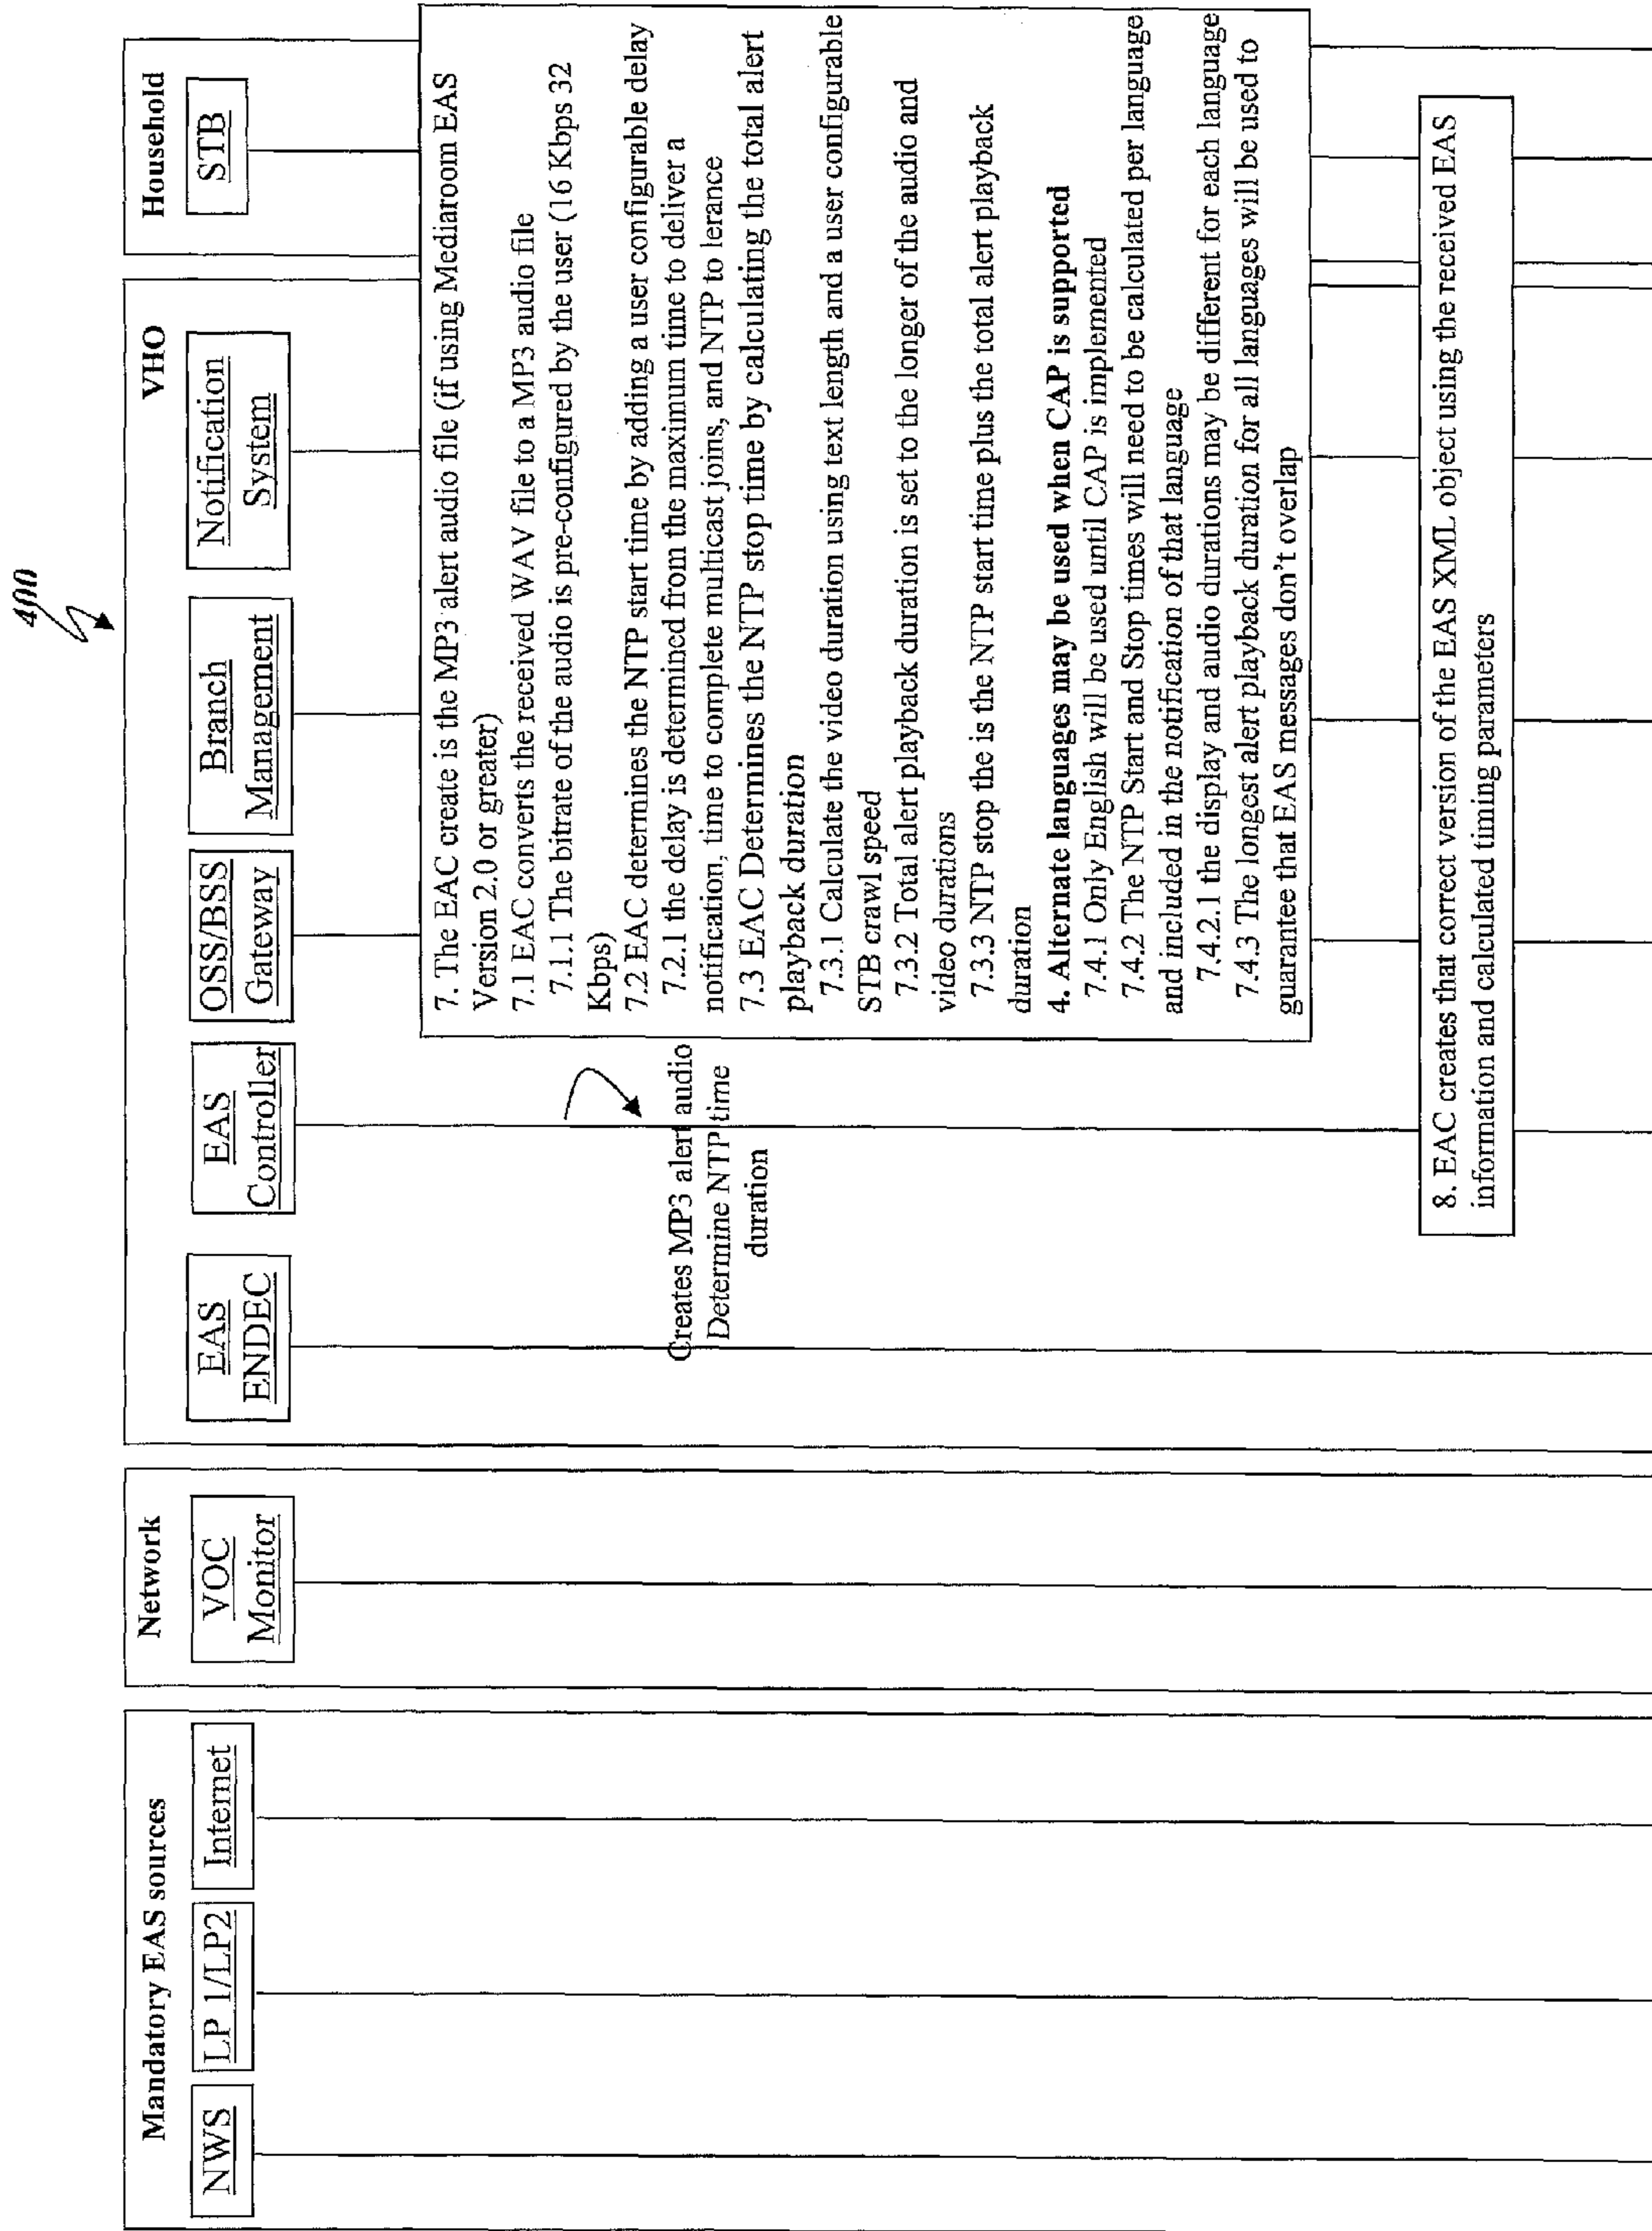 400
Mandatory EAS sources
NWS
LP 1/LP2
Internet
Network
VOC
Monitor
VHO
EAS
ENDEC
EAS
Controller
OSS/BSS
Gateway
Branch
Management
Notification
System
Household
STB
Creates MP3 alert audio
Determine NTP time
duration
7. The EAC create is the MP3 alert audio file (if using Mediaroom EAS
Version 2.0 or greater)
7.1 EAC converts the received WAV file to a MP3 audio file
7.1.1 The bitrate of the audio is pre-configured by the user (16 Kbps 32
Kbps)
7.2 EAC determines the NTP start time by adding a user configurable delay
7.2.1 the delay is determined from the maximum time to deliver a
notification, time to complete multicast joins, and NTP to lerance
7.3 EAC Determines the NTP stop time by calculating the total alert
playback duration
7.3.1 Calculate the video duration using text length and a user configurable
STB crawl speed
7.3.2 Total alert playback duration is set to the longer of the audio and
video durations
7.3.3 NTP stop the is the NTP start time plus the total alert playback
duration
4. Alternate languages may be used when CAP is supported
7.4.1 Only English will be used until CAP is implemented
7.4.2 The NTP Start and Stop times will need to be calculated per language
and included in the notification of that language
7.4.2.1 the display and audio durations may be different for each language
7.4.3 The longest alert playback duration for all languages will be used to
guarantee that EAS messages don't overlap
8. EAC creates that correct version of the EAS XML object using the received EAS
information and calculated timing parameters